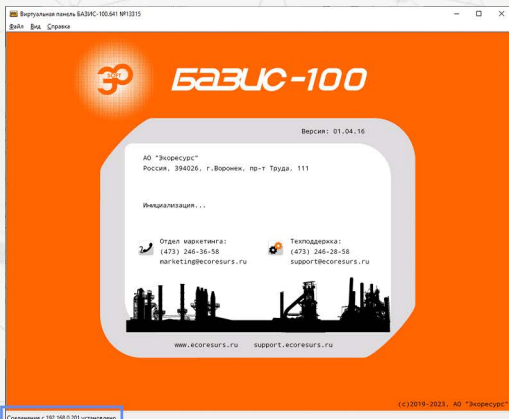 Виртуальная панель БАЗИС-100.641 №13315
Файл Вид Справка
ЭКО
БАЗИС-100
Версия: 01.04.16
АО "Экоресурс"
Россия, 394026, г.Воронеж, пр-т Труда, 111
Инициализация...
Отдел маркетинга:
(473) 246-36-58
marketing@ecoresurs.ru
Техподдержка:
(473) 246-28-58
support@ecoresurs.ru
www.ecoresurs.ru support.ecoresurs.ru
(c)2019-2023, АО "Экоресурс"
Соединение с 192.168.0.201 установлено